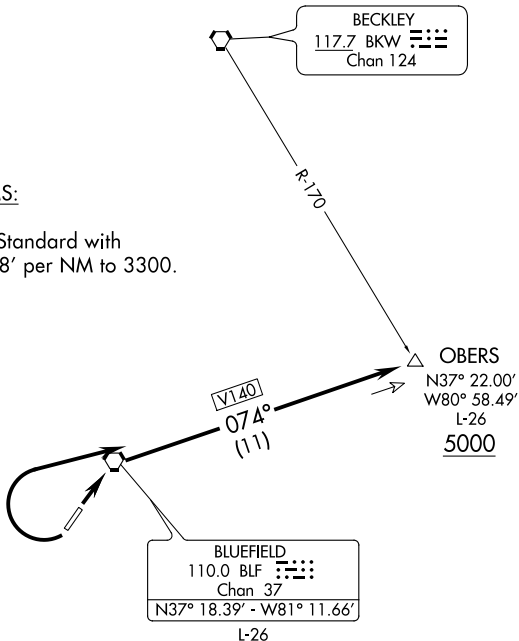 BECKLEY
117.7 BKW
Chan 124
R-170
S:
Standard with
8' per NM to 3300.
OBERS
N37° 22.00'
W80° 58.49'
L-26
5000
V140
074°
(11)
BLUEFIELD
110.0 BLF
Chan 37
N37° 18.39' - W81° 11.66'
L-26